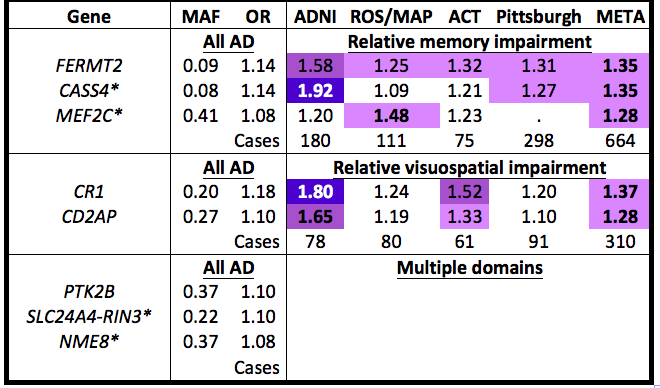 Gene MAF OR ADNI ROS/MAP ACT Pittsburgh META
All AD Relative memory impairment
FERMT2 0.09 1.14 1.58 1.25 1.32 1.31 1.35
CASS4* 0.08 1.14 1.92 1.09 1.21 1.27 1.35
MEF2C* 0.41 1.08 1.20 1.48 1.23 . 1.28
Cases 180 111 75 298 664
All AD Relative visuospatial impairment
CR1 0.20 1.18 1.80 1.24 1.52 1.20 1.37
CD2AP 0.27 1.10 1.65 1.19 1.33 1.10 1.28
Cases 78 80 61 91 310
All AD Multiple domains
PTK2B 0.37 1.10
SLC24A4-RIN3* 0.22 1.10
NME8* 0.37 1.08
Cases